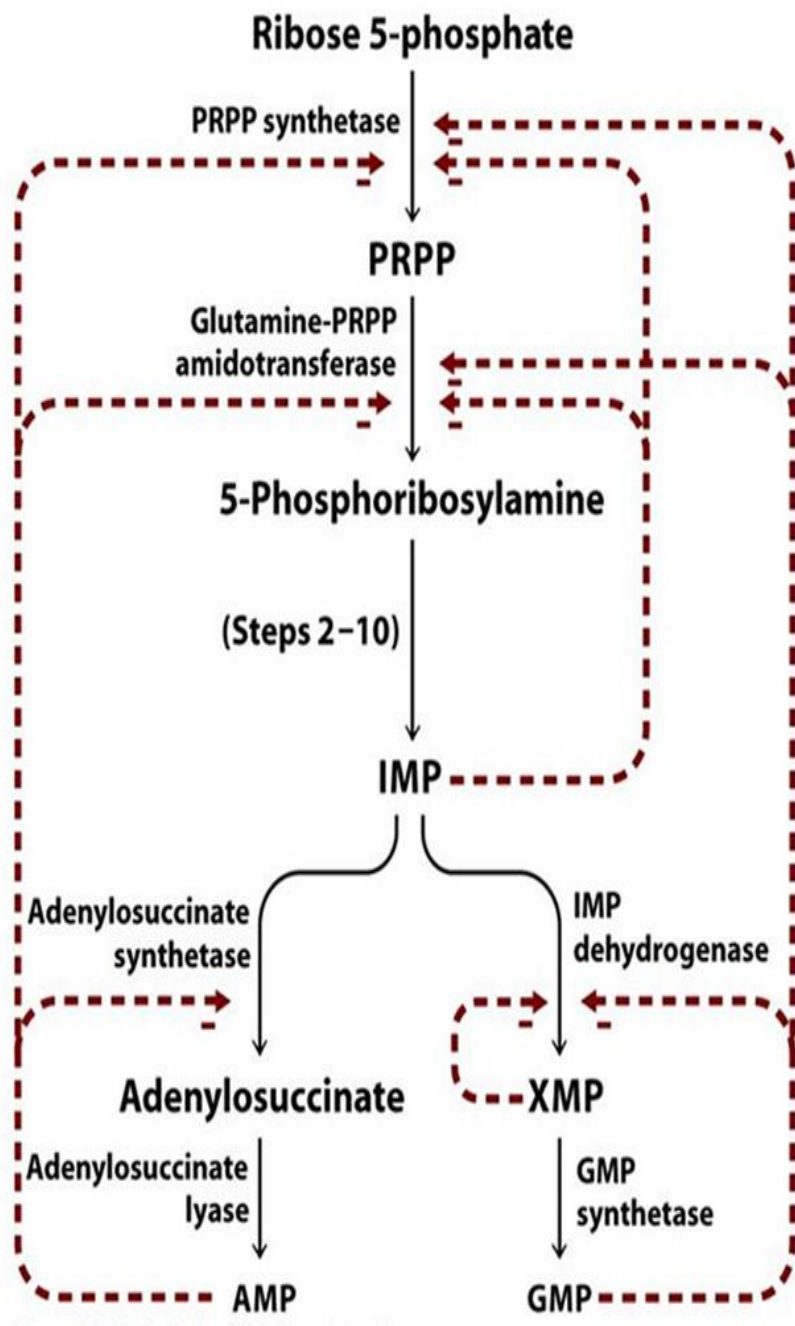 Ribose 5-phosphate
PRPP synthetase
PRPP
Glutamine-PRPP
amidotransferase
5-Phosphoribosylamine
(Steps 2–10)
IMP
Adenylosuccinate
synthetase
IMP
dehydrogenase
Adenylosuccinate
XMP
Adenylosuccinate
lyase
GMP
synthetase
AMP
GMP